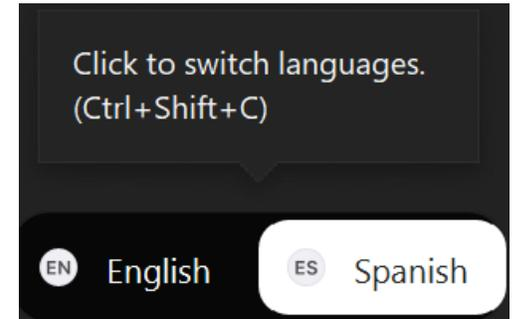 Click to switch languages.
(Ctrl+Shift+C)
EN English ES Spanish